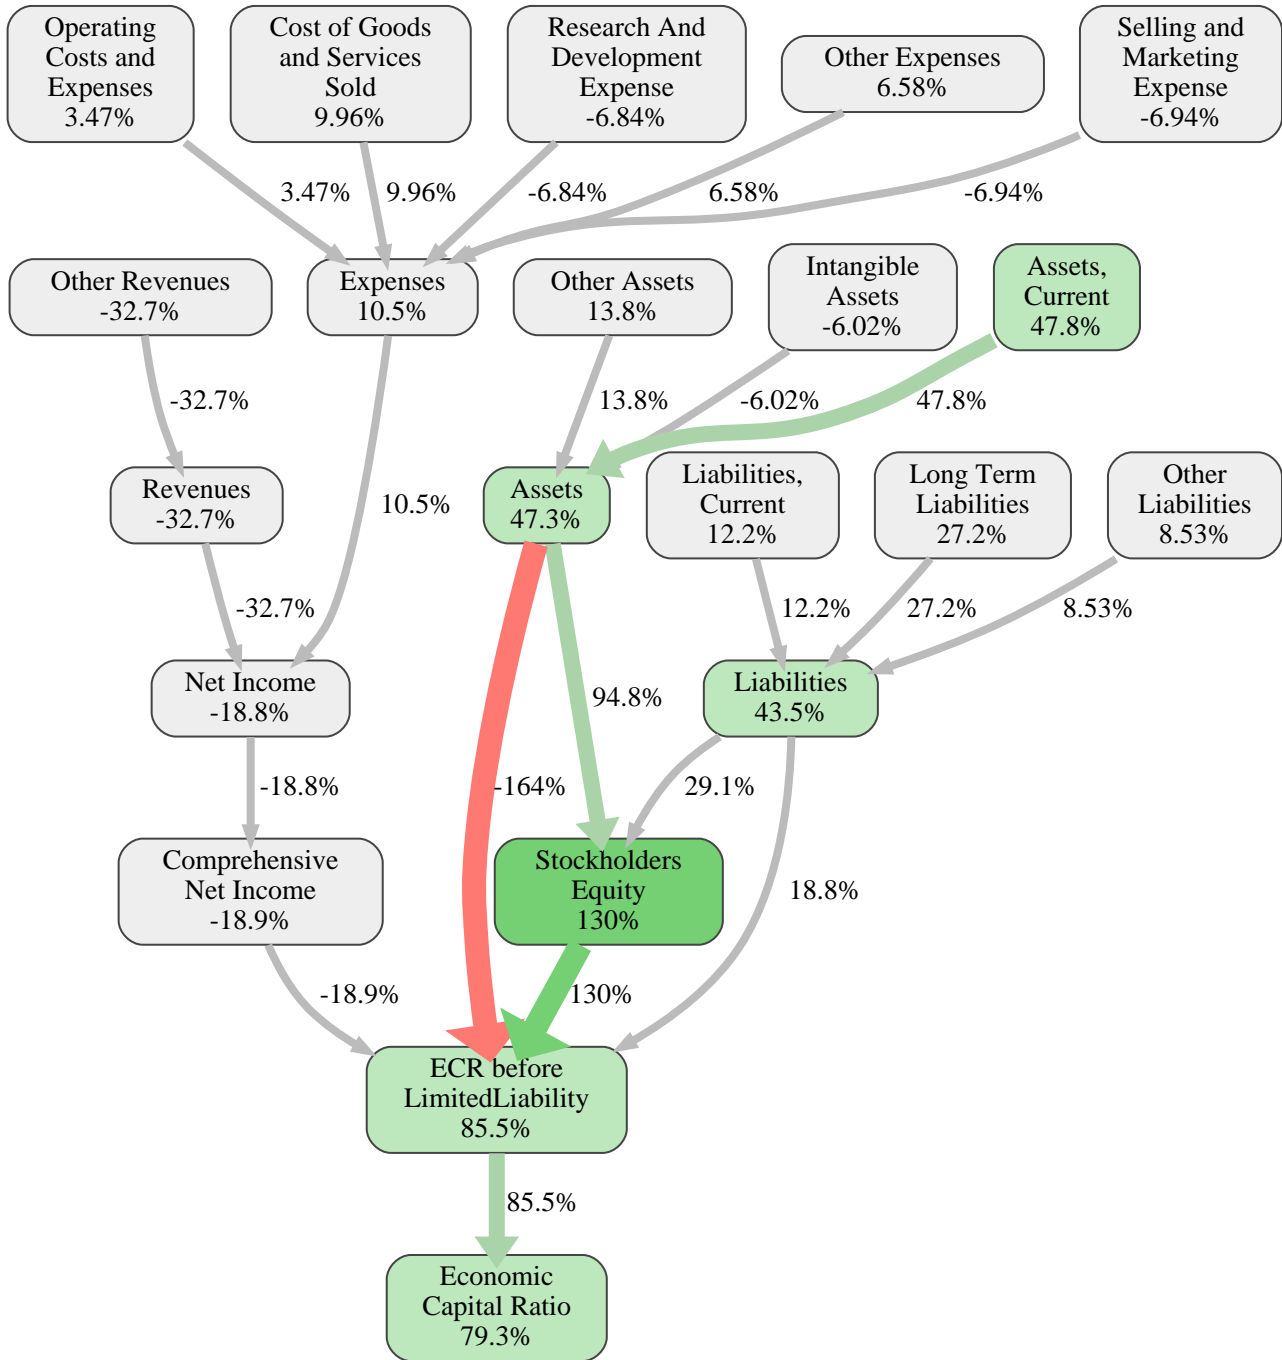 Operating
Costs and
Expenses
3.47%
Cost of Goods
and Services
Sold
9.96%
Research And
Development
Expense
-6.84%
Other Expenses
6.58%
Selling and
Marketing
Expense
-6.94%
3.47%
9.96%
-6.84%
6.58%
-6.94%
Other Revenues
-32.7%
Expenses
10.5%
Other Assets
13.8%
Intangible
Assets
-6.02%
Assets,
Current
47.8%
-32.7%
13.8%
-6.02%
47.8%
Revenues
-32.7%
10.5%
Assets
47.3%
Liabilities,
Current
12.2%
Long Term
Liabilities
27.2%
Other
Liabilities
8.53%
-32.7%
12.2%
27.2%
8.53%
Net Income
-18.8%
94.8%
Liabilities
43.5%
-18.8%
-164%
29.1%
Comprehensive
Net Income
-18.9%
Stockholders
Equity
130%
18.8%
-18.9%
130%
ECR before
LimitedLiability
85.5%
85.5%
Economic
Capital Ratio
79.3%